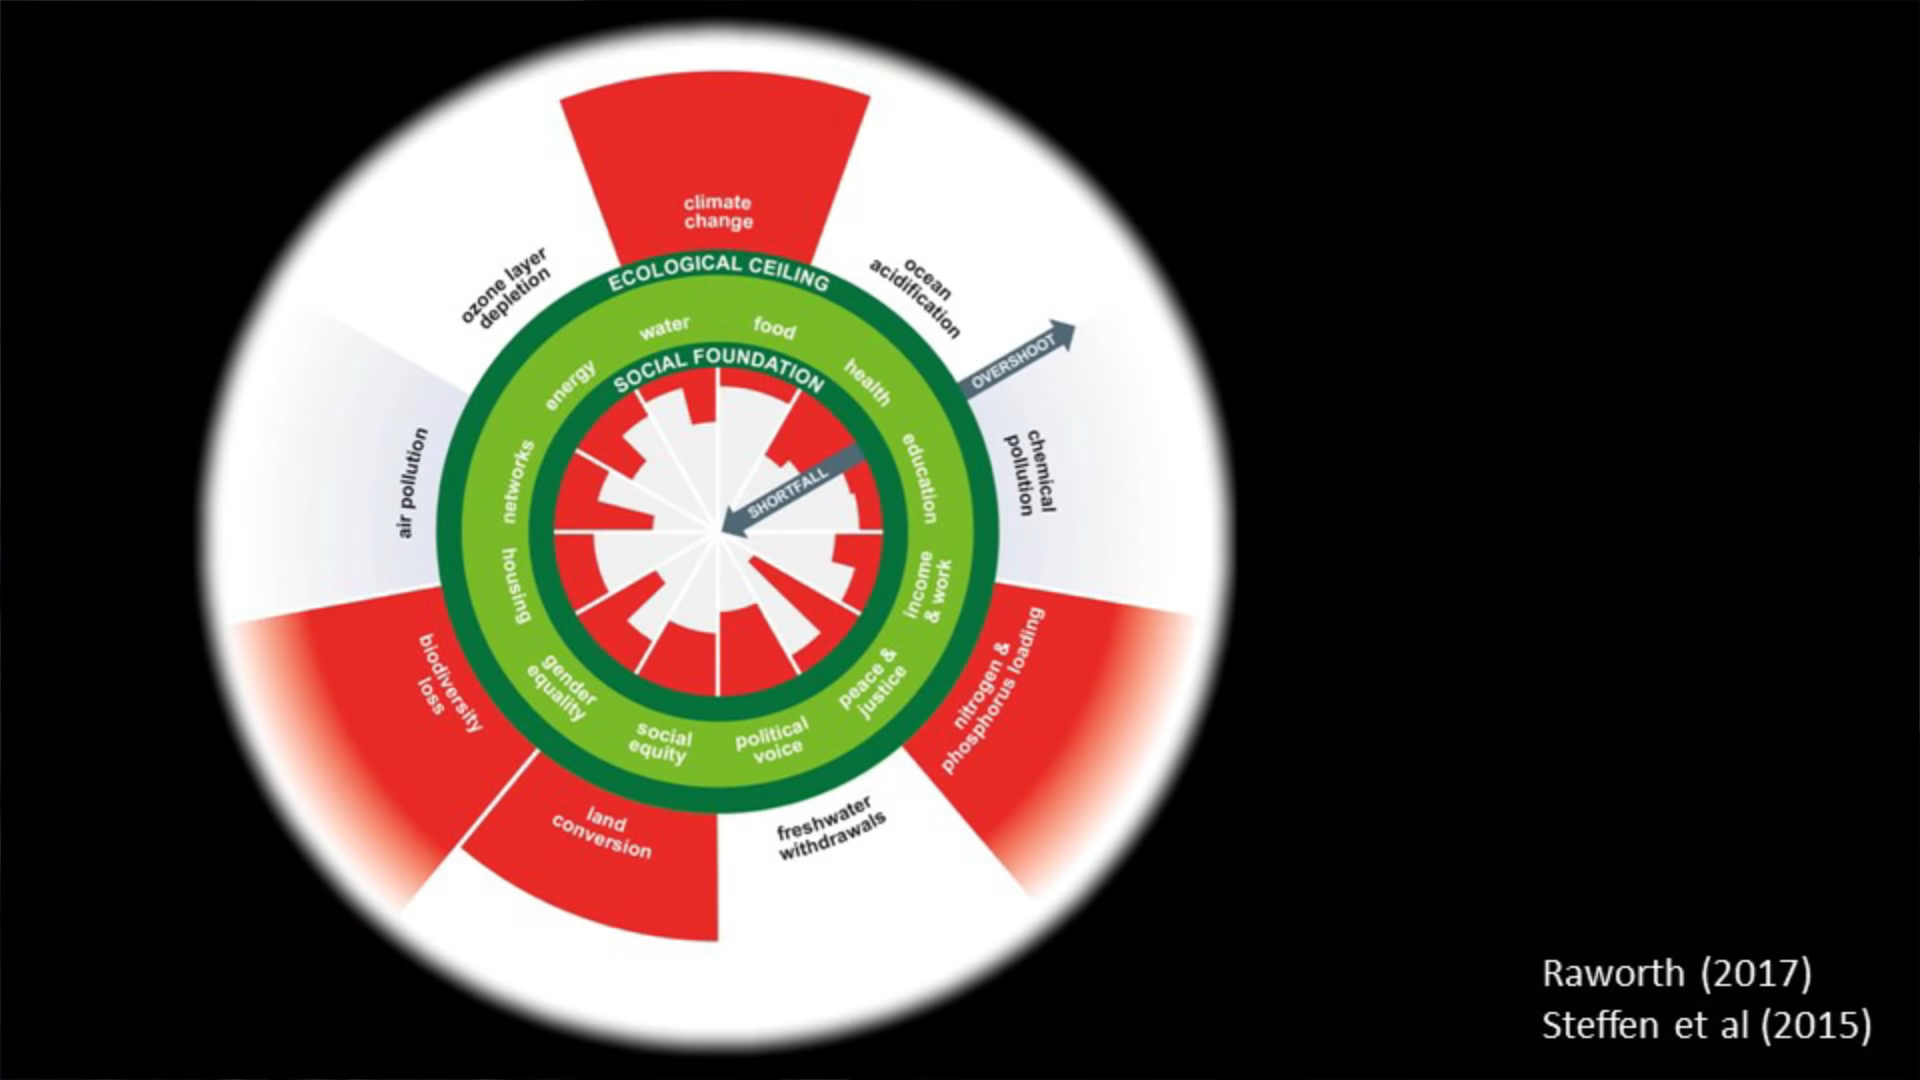 climate
change
ocean
acidification
OVERSHOOT
chemical
pollution
nitrogen &
phosphorus loading
freshwater
withdrawals
land
conversion
biodiversity
loss
air pollution
ozone layer
depletion
ECOLOGICAL CEILING
water
food
health
education
income
& work
peace &
justice
political
voice
social
equity
gender
equality
housing
networks
energy
SOCIAL FOUNDATION
SHORTFALL
Raworth (2017)
Steffen et al (2015)